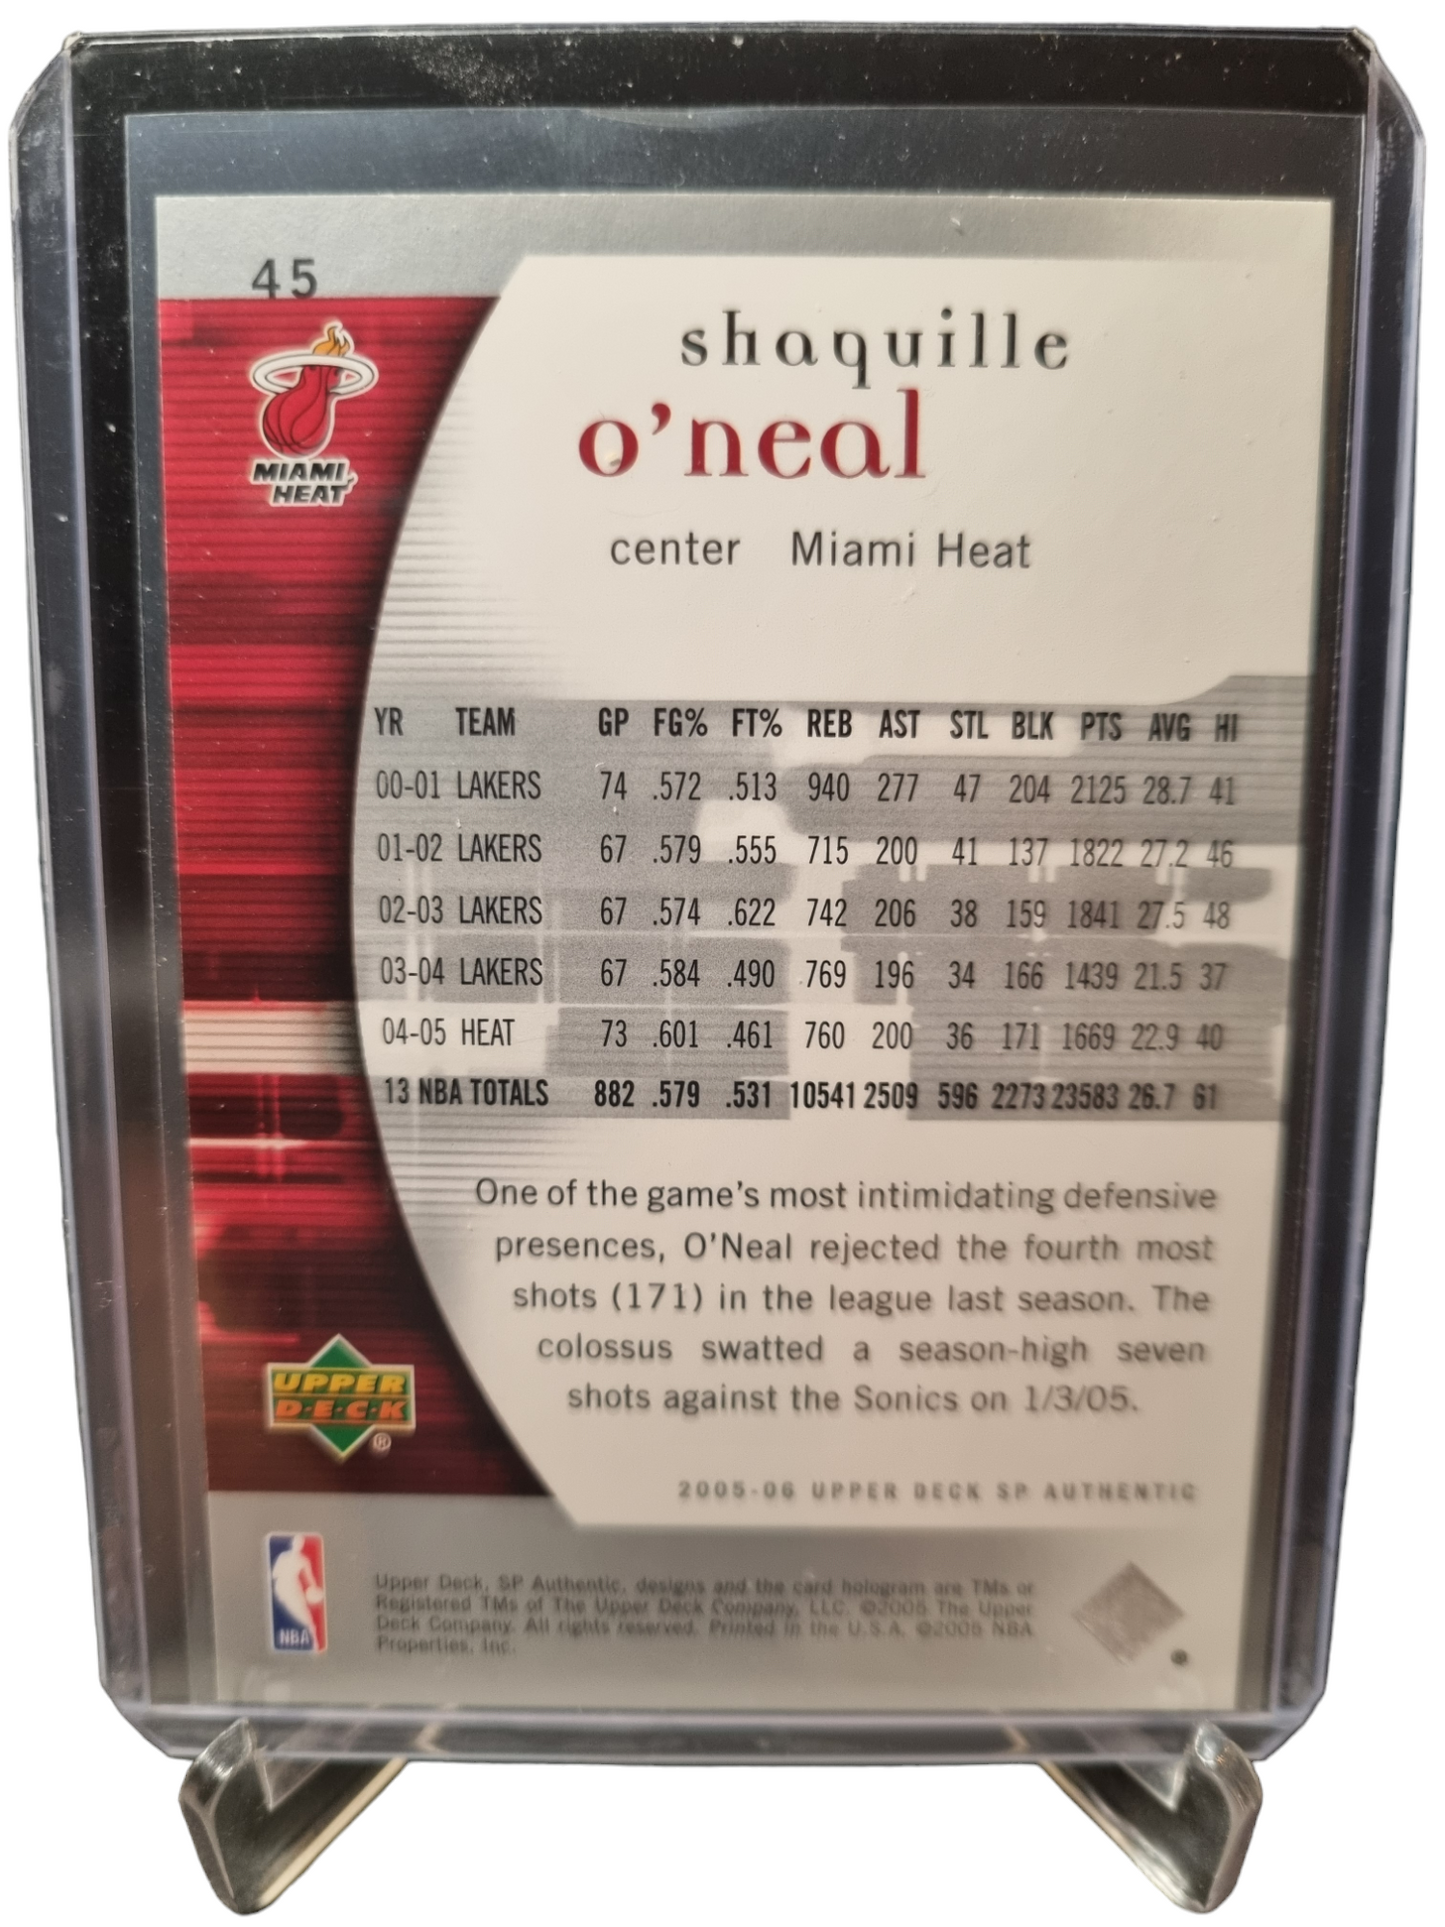 45
MIAMI
HEAT
shaquille
o'neal
center Miami Heat
YR TEAM GP FG% FT% REB AST STL BLK PTS AVG HI
00-01 LAKERS 74 .572 .513 940 277 47 204 2125 28.7 41
01-02 LAKERS 67 .579 .555 715 200 41 137 1822 27.2 46
02-03 LAKERS 67 .574 .622 742 206 38 159 1841 27.5 48
03-04 LAKERS 67 .584 .490 769 196 34 166 1439 21.5 37
04-05 HEAT 73 .601 .461 760 200 36 171 1669 22.9 40
13 NBA TOTALS 882 .579 .531 10541 2509 596 2273 23583 26.7 61
One of the game's most intimidating defensive
presences, O'Neal rejected the fourth most
shots (171) in the league last season. The
colossus swatted a season-high seven
shots against the Sonics on 1/3/05.
UPPER
D·E·C·K
®
2005-06 UPPER DECK SP AUTHENTIC
NBA
Upper Deck, SP Authentic, designs and the card hologram are TMs or
Registered TMs of The Upper Deck Company, LLC. ©2005 The Upper
Deck Company. All rights reserved. Printed in the U.S.A. ©2005 NBA
Properties, Inc.